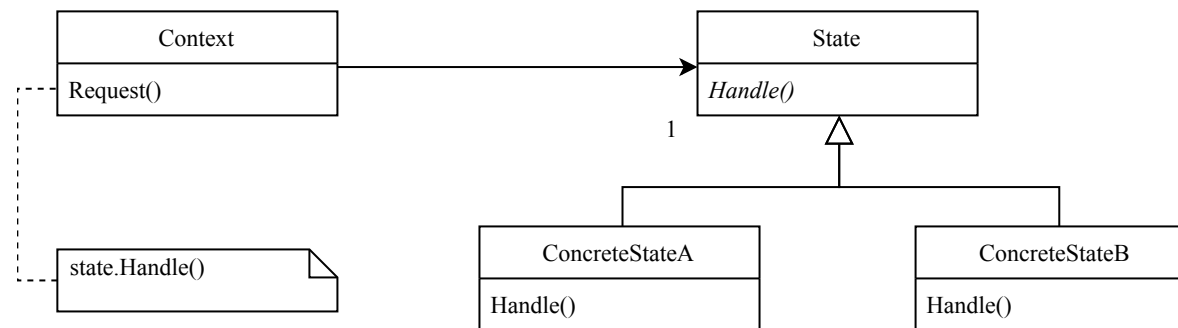 Context
State
Request()
Handle()
1
state.Handle()
ConcreteStateA
ConcreteStateB
Handle()
Handle()